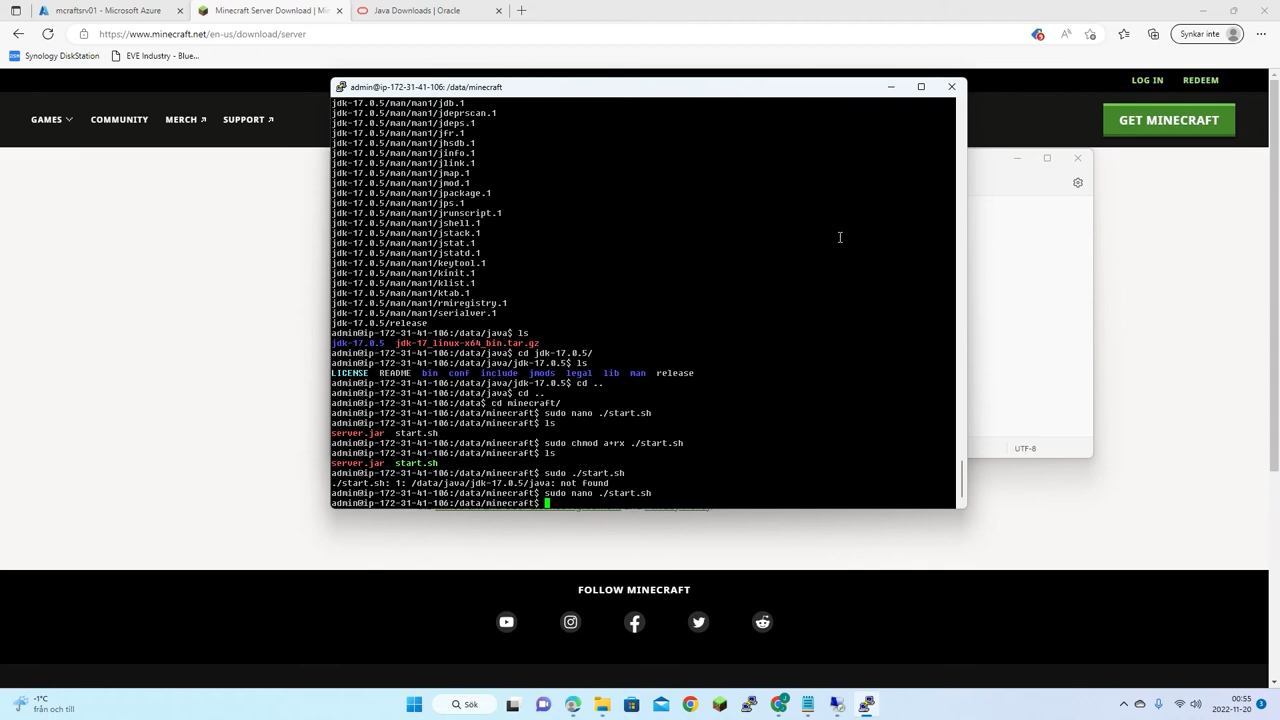 mcraftsrv01 - Microsoft Azure
Minecraft Server Download | Mi
Java Downloads | Oracle
https://www.minecraft.net/en-us/download/server
Synkar inte
Synology DiskStation
EVE Industry - Blue...
LOG IN
REDEEM
GAMES
COMMUNITY
MERCH
SUPPORT
GET MINECRAFT
admin@ip-172-31-41-106: /data/minecraft
jdk-17.0.5/man/man1/jdb.1
jdk-17.0.5/man/man1/jdeprscan.1
jdk-17.0.5/man/man1/jdeps.1
jdk-17.0.5/man/man1/jfr.1
jdk-17.0.5/man/man1/jhsdb.1
jdk-17.0.5/man/man1/jinfo.1
jdk-17.0.5/man/man1/jlink.1
jdk-17.0.5/man/man1/jmap.1
jdk-17.0.5/man/man1/jmod.1
jdk-17.0.5/man/man1/jpackage.1
jdk-17.0.5/man/man1/jps.1
jdk-17.0.5/man/man1/jrunscript.1
jdk-17.0.5/man/man1/jshell.1
jdk-17.0.5/man/man1/jstack.1
jdk-17.0.5/man/man1/jstat.1
jdk-17.0.5/man/man1/jstatd.1
jdk-17.0.5/man/man1/keytool.1
jdk-17.0.5/man/man1/kinit.1
jdk-17.0.5/man/man1/klist.1
jdk-17.0.5/man/man1/ktab.1
jdk-17.0.5/man/man1/rmiregistry.1
jdk-17.0.5/man/man1/serialver.1
jdk-17.0.5/release
admin@ip-172-31-41-106:/data/java$ ls
jdk-17.0.5 jdk-17_linux-x64_bin.tar.gz
admin@ip-172-31-41-106:/data/java$ cd jdk-17.0.5/
admin@ip-172-31-41-106:/data/java/jdk-17.0.5$ ls
LICENSE README bin conf include jmods legal lib man release
admin@ip-172-31-41-106:/data/java/jdk-17.0.5$ cd ..
admin@ip-172-31-41-106:/data/java$ cd ..
admin@ip-172-31-41-106:/data$ cd minecraft/
admin@ip-172-31-41-106:/data/minecraft$ sudo nano ./start.sh
admin@ip-172-31-41-106:/data/minecraft$ ls
server.jar start.sh
admin@ip-172-31-41-106:/data/minecraft$ sudo chmod a+rx ./start.sh
admin@ip-172-31-41-106:/data/minecraft$ ls
server.jar start.sh
admin@ip-172-31-41-106:/data/minecraft$ sudo ./start.sh
./start.sh: 1: /data/java/jdk-17.0.5/java: not found
admin@ip-172-31-41-106:/data/minecraft$ sudo nano ./start.sh
admin@ip-172-31-41-106:/data/minecraft$
UTF-8
FOLLOW MINECRAFT
-1°C
från och till
Sök
00:55
2022-11-20
3